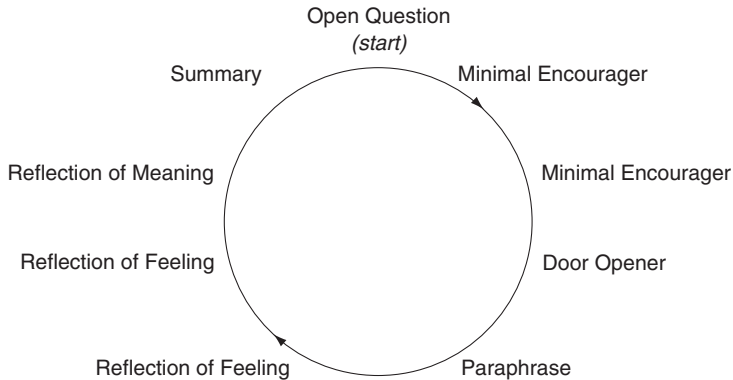 Open Question
(start)
Minimal Encourager
Minimal Encourager
Door Opener
Paraphrase
Reflection of Feeling
Reflection of Feeling
Reflection of Meaning
Summary